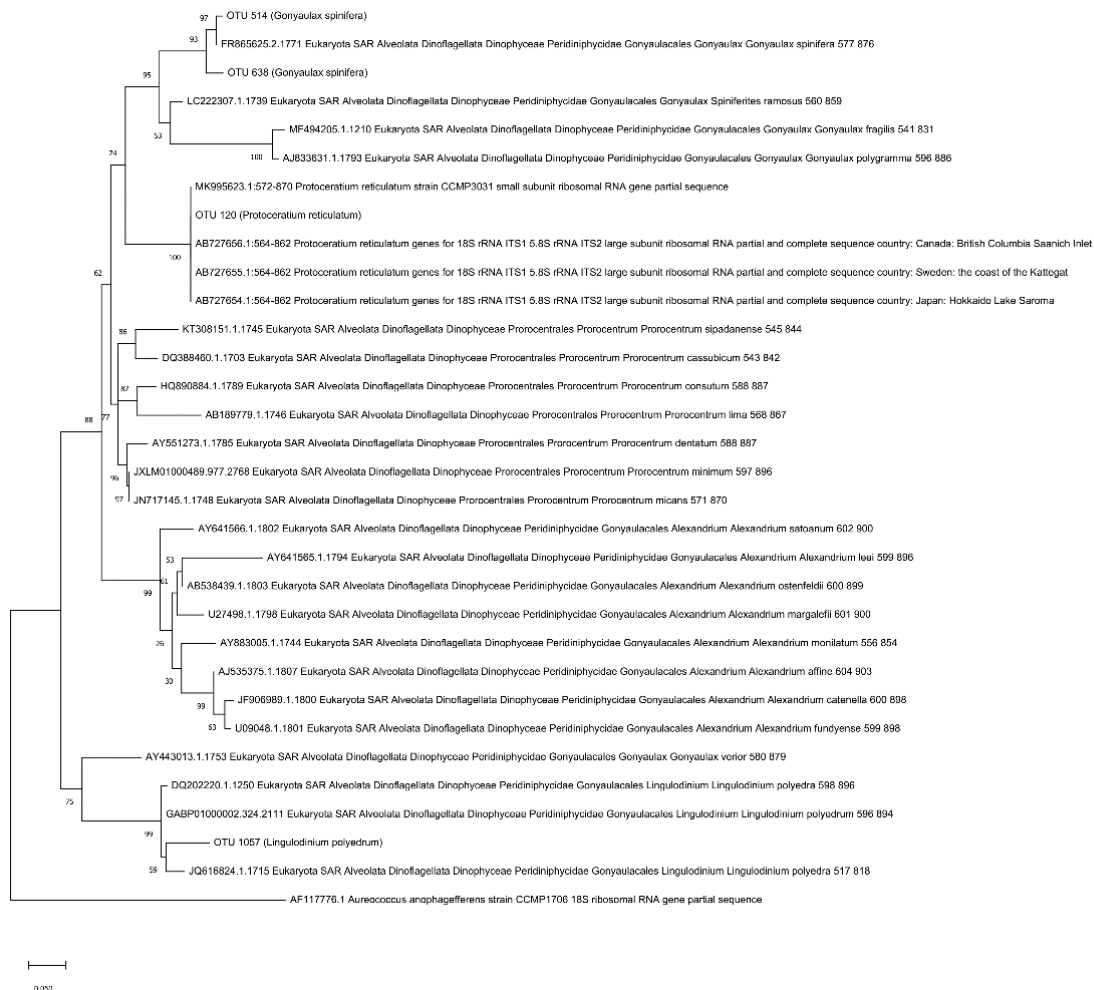 97
OTU 514 (Gonyaulax spinifera)
93
FR865625.2.1771 Eukaryota SAR Alveolata Dinoflagellata Dinophyceae Peridiniphycidae Gonyaulacales Gonyaulax Gonyaulax spinifera 577 876
OTU 638 (Gonyaulax spinifera)
95
LC222307.1.1739 Eukaryota SAR Alveolata Dinoflagellata Dinophyceae Peridiniphycidae Gonyaulacales Gonyaulax Spiniferites ramosus 560 859
53
MF494205.1.1210 Eukaryota SAR Alveolata Dinoflagellata Dinophyceae Peridiniphycidae Gonyaulacales Gonyaulax Gonyaulax fragilis 541 831
100
AJ833631.1.1793 Eukaryota SAR Alveolata Dinoflagellata Dinophyceae Peridiniphycidae Gonyaulacales Gonyaulax Gonyaulax polygramma 596 886
74
MK995623.1:572-870 Protoceratium reticulatum strain CCMP3031 small subunit ribosomal RNA gene partial sequence
OTU 120 (Protoceratium reticulatum)
AB727656.1:564-862 Protoceratium reticulatum genes for 18S rRNA ITS1 5.8S rRNA ITS2 large subunit ribosomal RNA partial and complete sequence country: Canada: British Columbia Saanich Inlet
100
AB727655.1:564-862 Protoceratium reticulatum genes for 18S rRNA ITS1 5.8S rRNA ITS2 large subunit ribosomal RNA partial and complete sequence country: Sweden: the coast of the Kattegat
62
AB727654.1:564-862 Protoceratium reticulatum genes for 18S rRNA ITS1 5.8S rRNA ITS2 large subunit ribosomal RNA partial and complete sequence country: Japan: Hokkaido Lake Saroma
86
KT308151.1.1745 Eukaryota SAR Alveolata Dinoflagellata Dinophyceae Prorocentrales Prorocentrum Prorocentrum sipadanense 545 844
DQ388460.1.1703 Eukaryota SAR Alveolata Dinoflagellata Dinophyceae Prorocentrales Prorocentrum Prorocentrum cassubicum 543 842
87
HQ890884.1.1789 Eukaryota SAR Alveolata Dinoflagellata Dinophyceae Prorocentrales Prorocentrum Prorocentrum consutum 588 887
88
77
AB189779.1.1746 Eukaryota SAR Alveolata Dinoflagellata Dinophyceae Prorocentrales Prorocentrum Prorocentrum lima 568 867
AY551273.1.1785 Eukaryota SAR Alveolata Dinoflagellata Dinophyceae Prorocentrales Prorocentrum Prorocentrum dentatum 588 887
96
JXLM01000489.977.2768 Eukaryota SAR Alveolata Dinoflagellata Dinophyceae Prorocentrales Prorocentrum Prorocentrum minimum 597 896
57
JN717145.1.1748 Eukaryota SAR Alveolata Dinoflagellata Dinophyceae Prorocentrales Prorocentrum Prorocentrum micans 571 870
AY641566.1.1802 Eukaryota SAR Alveolata Dinoflagellata Dinophyceae Peridiniphycidae Gonyaulacales Alexandrium Alexandrium satoanum 602 900
53
AY641565.1.1794 Eukaryota SAR Alveolata Dinoflagellata Dinophyceae Peridiniphycidae Gonyaulacales Alexandrium Alexandrium leei 599 896
61
99
AB538439.1.1803 Eukaryota SAR Alveolata Dinoflagellata Dinophyceae Peridiniphycidae Gonyaulacales Alexandrium Alexandrium ostenfeldii 600 899
U27498.1.1798 Eukaryota SAR Alveolata Dinoflagellata Dinophyceae Peridiniphycidae Gonyaulacales Alexandrium Alexandrium margalefii 601 900
26
AY883005.1.1744 Eukaryota SAR Alveolata Dinoflagellata Dinophyceae Peridiniphycidae Gonyaulacales Alexandrium Alexandrium monilatum 556 854
30
AJ535375.1.1807 Eukaryota SAR Alveolata Dinoflagellata Dinophyceae Peridiniphycidae Gonyaulacales Alexandrium Alexandrium affine 604 903
99
JF906989.1.1800 Eukaryota SAR Alveolata Dinoflagellata Dinophyceae Peridiniphycidae Gonyaulacales Alexandrium Alexandrium catenella 600 898
63
U09048.1.1801 Eukaryota SAR Alveolata Dinoflagellata Dinophyceae Peridiniphycidae Gonyaulacales Alexandrium Alexandrium fundyense 599 898
AY443013.1.1753 Eukaryota SAR Alveolata Dinoflagellata Dinophyceae Peridiniphycidae Gonyaulacales Gonyaulax Gonyaulax verior 580 879
75
DQ202220.1.1250 Eukaryota SAR Alveolata Dinoflagellata Dinophyceae Peridiniphycidae Gonyaulacales Lingulodinium Lingulodinium polyedra 598 896
GABP01000002.324.2111 Eukaryota SAR Alveolata Dinoflagellata Dinophyceae Peridiniphycidae Gonyaulacales Lingulodinium Lingulodinium polyedrum 596 894
99
OTU 1057 (Lingulodinium polyedrum)
59
JQ616824.1.1715 Eukaryota SAR Alveolata Dinoflagellata Dinophyceae Peridiniphycidae Gonyaulacales Lingulodinium Lingulodinium polyedra 517 818
AF117776.1 Aureococcus anophagefferens strain CCMP1706 18S ribosomal RNA gene partial sequence
0.050